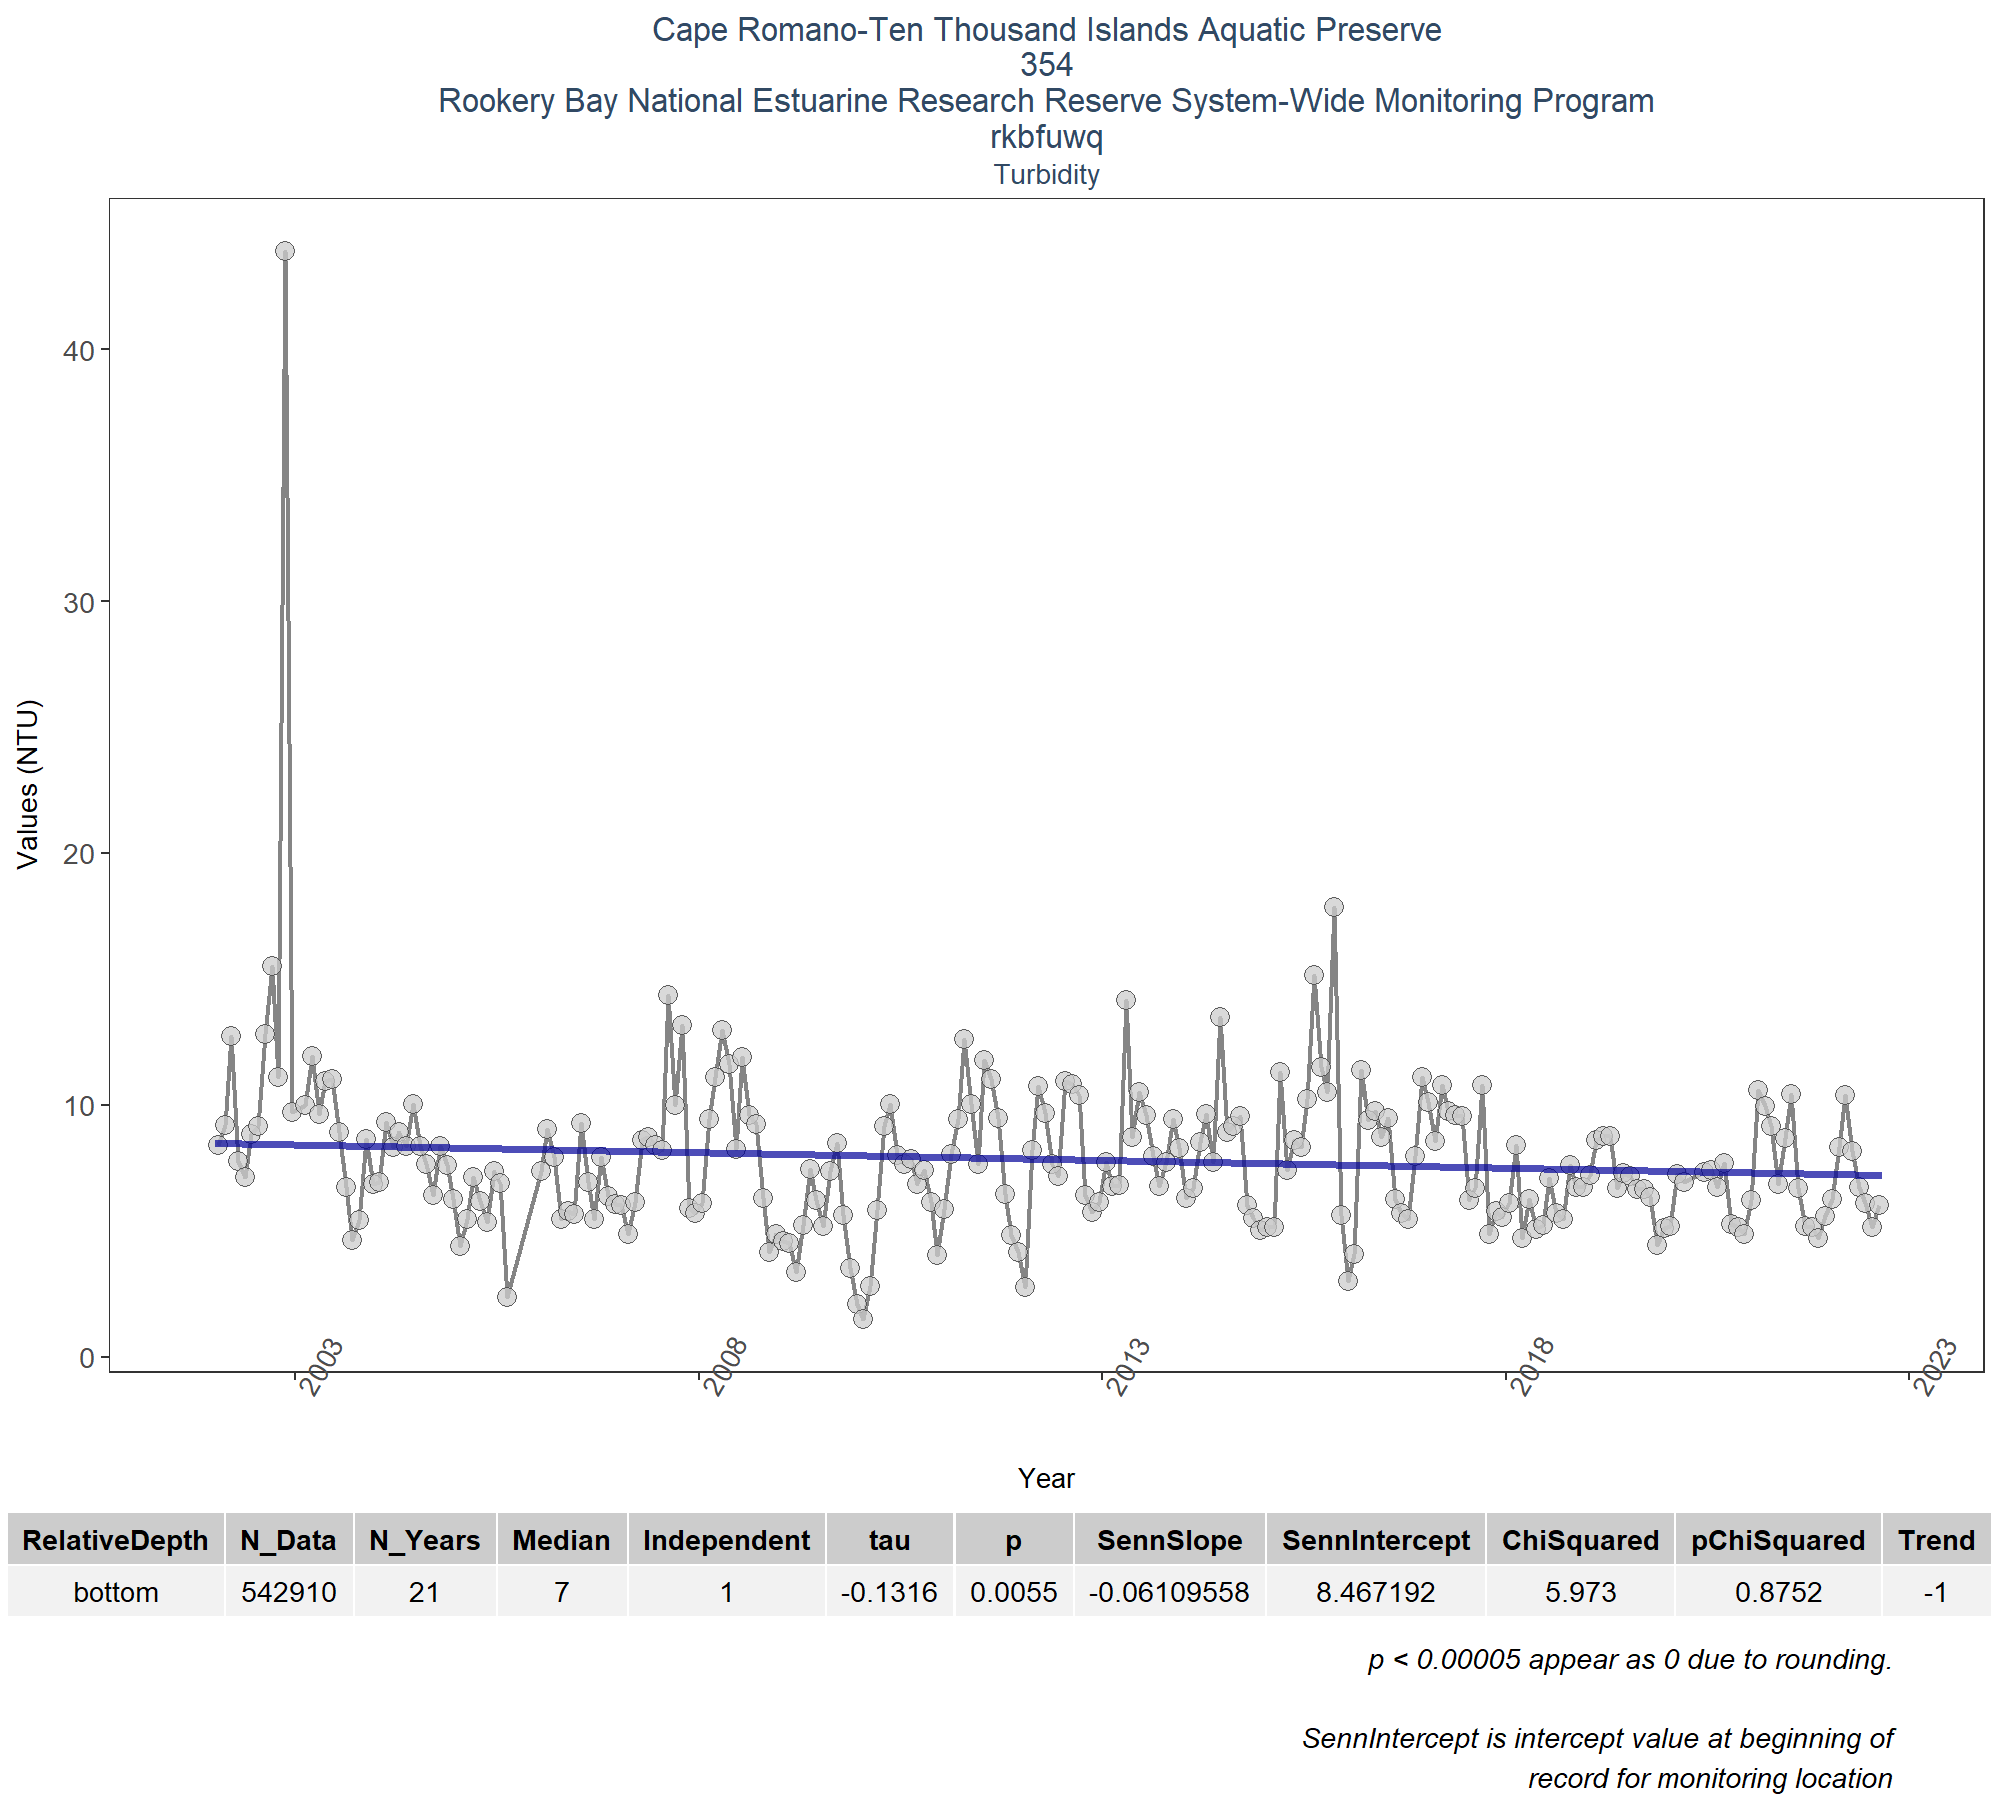 Cape Romano-Ten Thousand Islands Aquatic Preserve
354
Rookery Bay National Estuarine Research Reserve System-Wide Monitoring Program
rkbfuwq
Turbidity
Values (NTU)
40
30
20
10
0
2003
2008
2013
2018
2023
Year
RelativeDepth N_Data N_Years Median Independent tau p SennSlope SennIntercept ChiSquared pChiSquared Trend
bottom 542910 21 7 1 -0.1316 0.0055 -0.06109558 8.467192 5.973 0.8752 -1
p < 0.00005 appear as 0 due to rounding.
SennIntercept is intercept value at beginning of
record for monitoring location